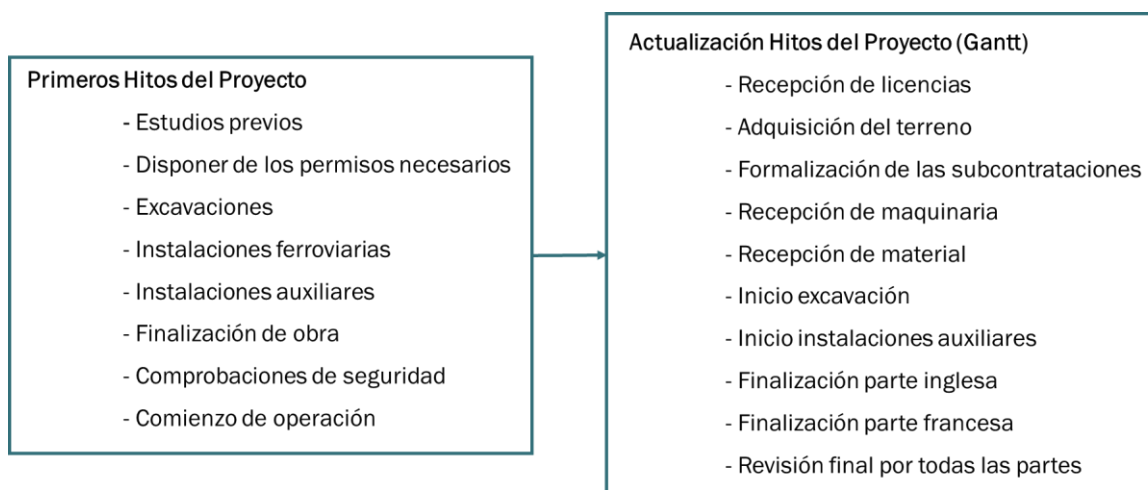 Primeros Hitos del Proyecto
- Estudios previos
- Disponer de los permisos necesarios
- Excavaciones
- Instalaciones ferroviarias
- Instalaciones auxiliares
- Finalización de obra
- Comprobaciones de seguridad
- Comienzo de operación
Actualización Hitos del Proyecto (Gantt)
- Recepción de licencias
- Adquisición del terreno
- Formalización de las subcontrataciones
- Recepción de maquinaria
- Recepción de material
- Inicio excavación
- Inicio instalaciones auxiliares
- Finalización parte inglesa
- Finalización parte francesa
- Revisión final por todas las partes